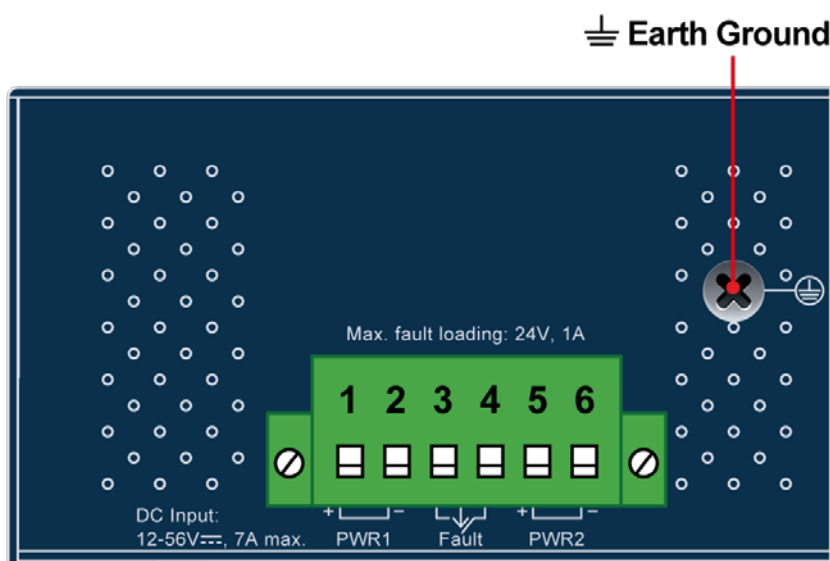 Earth Ground
Max. fault loading: 24V, 1A
1 2 3 4 5 6
DC Input:
12-56V⎓, 7A max.
+ − + −
PWR1 Fault PWR2